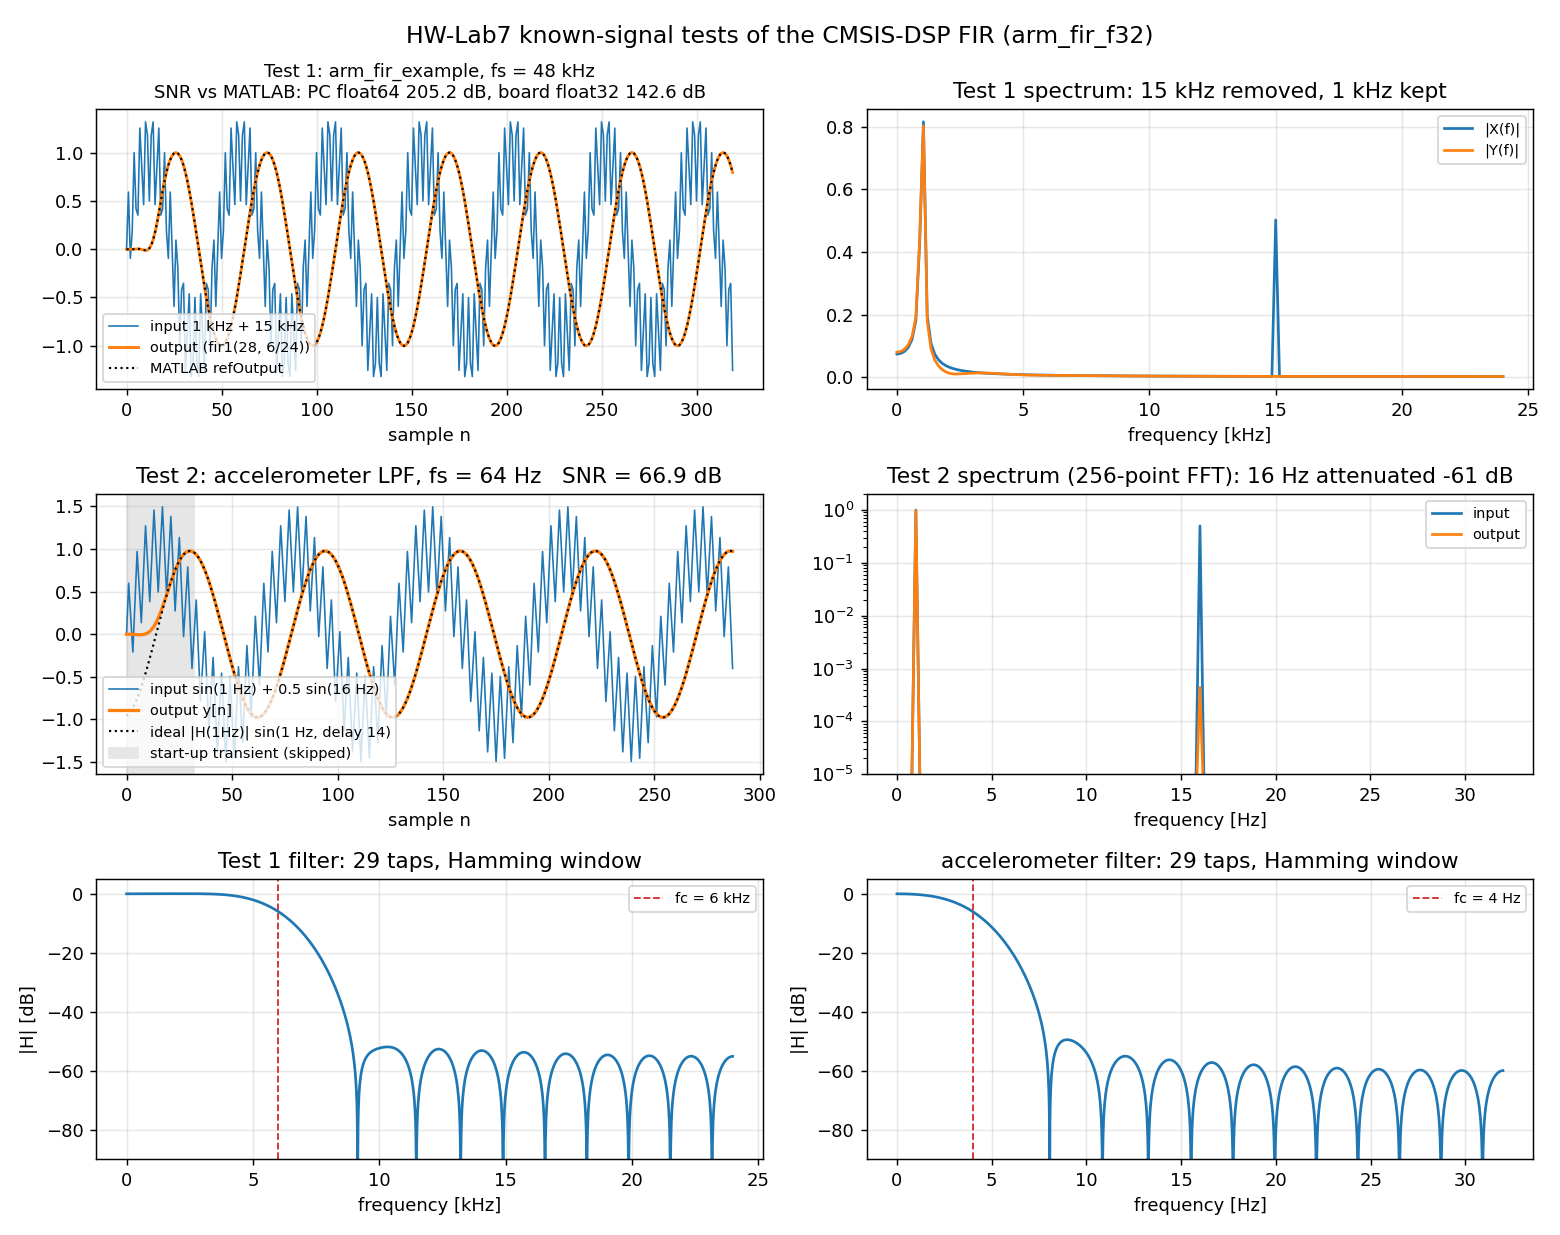 HW-Lab7 known-signal tests of the CMSIS-DSP FIR (arm_fir_f32)
Test 1: arm_fir_example, fs = 48 kHz
SNR vs MATLAB: PC float64 205.2 dB, board float32 142.6 dB
1.0
0.5
0.0
−0.5
−1.0
input 1 kHz + 15 kHz
output (fir1(28, 6/24))
MATLAB refOutput
0 50 100 150 200 250 300
sample n
Test 1 spectrum: 15 kHz removed, 1 kHz kept
0.8
0.6
0.4
0.2
0.0
|X(f)|
|Y(f)|
0 5 10 15 20 25
frequency [kHz]
Test 2: accelerometer LPF, fs = 64 Hz   SNR = 66.9 dB
1.5
1.0
0.5
0.0
−0.5
−1.0
−1.5
input sin(1 Hz) + 0.5 sin(16 Hz)
output y[n]
ideal |H(1Hz)| sin(1 Hz, delay 14)
start-up transient (skipped)
0 50 100 150 200 250 300
sample n
Test 2 spectrum (256-point FFT): 16 Hz attenuated -61 dB
10⁰
10⁻¹
10⁻²
10⁻³
10⁻⁴
10⁻⁵
input
output
0 5 10 15 20 25 30
frequency [Hz]
Test 1 filter: 29 taps, Hamming window
|H| [dB]
0
−20
−40
−60
−80
fc = 6 kHz
0 5 10 15 20 25
frequency [kHz]
accelerometer filter: 29 taps, Hamming window
|H| [dB]
0
−20
−40
−60
−80
fc = 4 Hz
0 5 10 15 20 25 30
frequency [Hz]